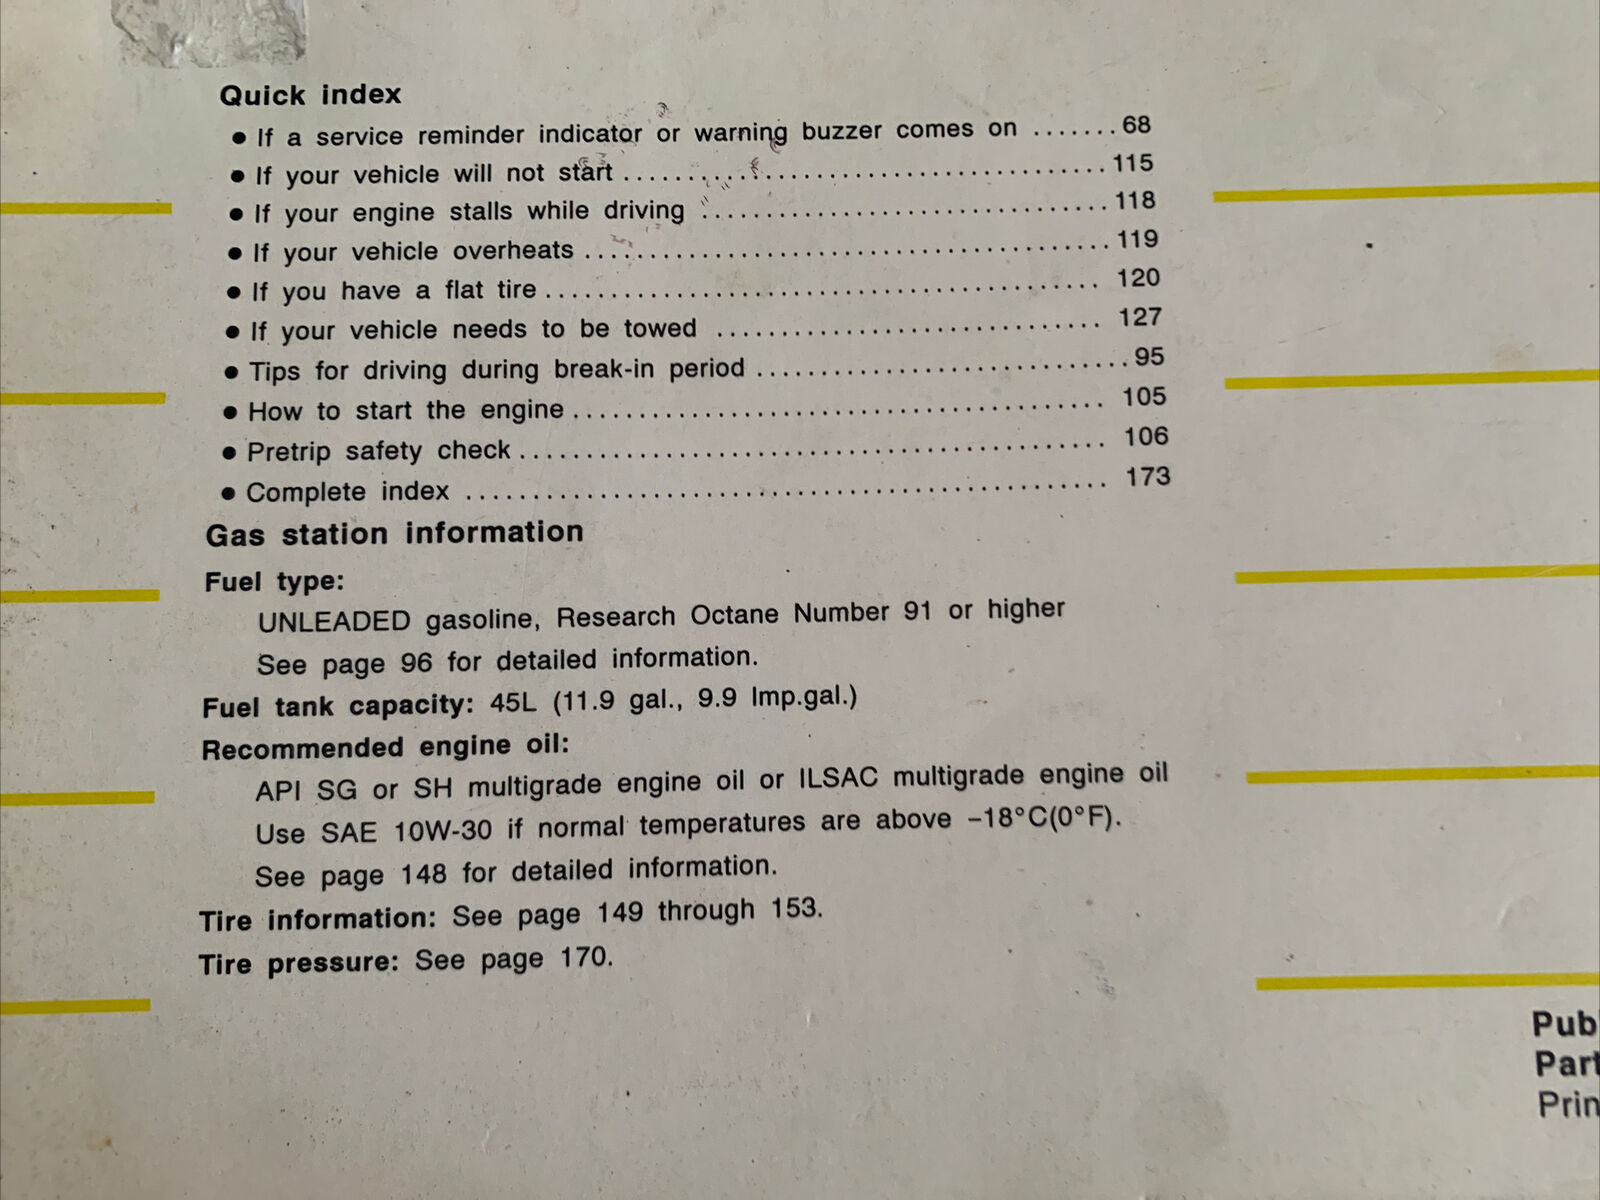 Quick index
● If a service reminder indicator or warning buzzer comes on .......68
● If your vehicle will not start ............................................115
● If your engine stalls while driving .....................................118
● If your vehicle overheats ................................................119
● If you have a flat tire .......................................... 120
● If your vehicle needs to be towed .............................. 127
● Tips for driving during break-in period .............................95
● How to start the engine ......................................... 105
● Pretrip safety check ............................................. 106
● Complete index ................................................. 173
Gas station information
Fuel type:
UNLEADED gasoline, Research Octane Number 91 or higher
See page 96 for detailed information.
Fuel tank capacity: 45L (11.9 gal., 9.9 Imp.gal.)
Recommended engine oil:
API SG or SH multigrade engine oil or ILSAC multigrade engine oil
Use SAE 10W-30 if normal temperatures are above –18°C(0°F).
See page 148 for detailed information.
Tire information: See page 149 through 153.
Tire pressure: See page 170.
Pub
Part
Prin